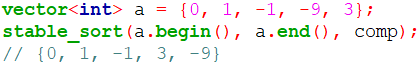 vector<int> a = {0, 1, -1, -9, 3};
stable_sort(a.begin(), a.end(), comp);
// {0, 1, -1, 3, -9}